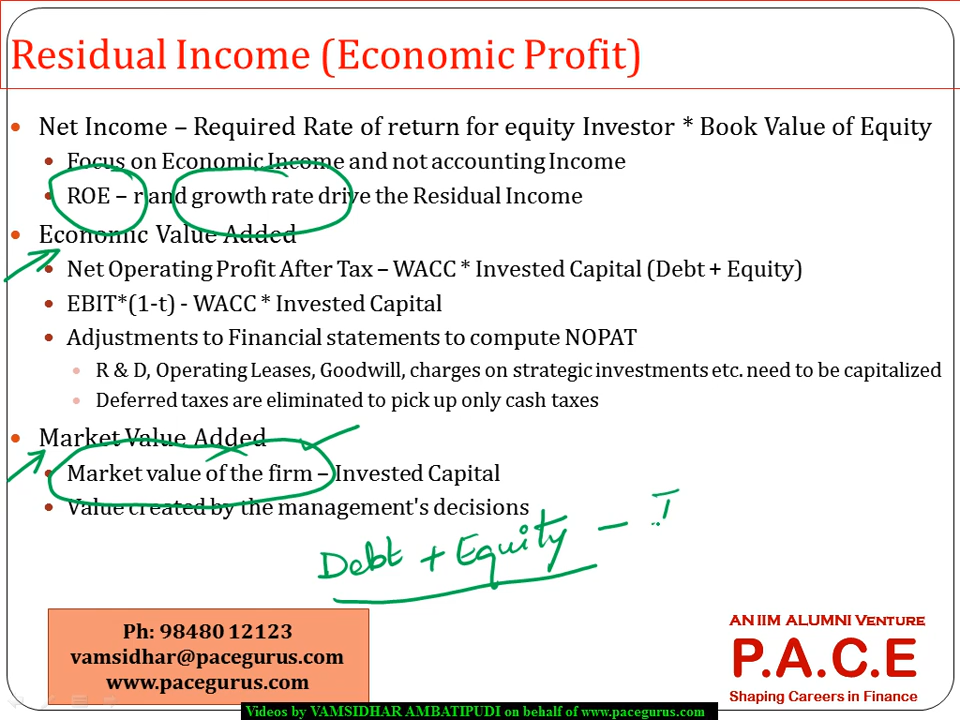 Residual Income (Economic Profit)
• Net Income – Required Rate of return for equity Investor * Book Value of Equity
• Focus on Economic Income and not accounting Income
• ROE – r and growth rate drive the Residual Income
• Economic Value Added
• Net Operating Profit After Tax – WACC * Invested Capital (Debt + Equity)
• EBIT*(1-t) - WACC * Invested Capital
• Adjustments to Financial statements to compute NOPAT
• R & D, Operating Leases, Goodwill, charges on strategic investments etc. need to be capitalized
• Deferred taxes are eliminated to pick up only cash taxes
• Market Value Added
• Market value of the firm – Invested Capital
• Value created by the management's decisions
Debt + Equity – I
Ph: 98480 12123
vamsidhar@pacegurus.com
www.pacegurus.com
AN IIM ALUMNI VENTURE
P.A.C.E
Shaping Careers in Finance
Videos by VAMSIDHAR AMBATIPUDI on behalf of www.pacegurus.com